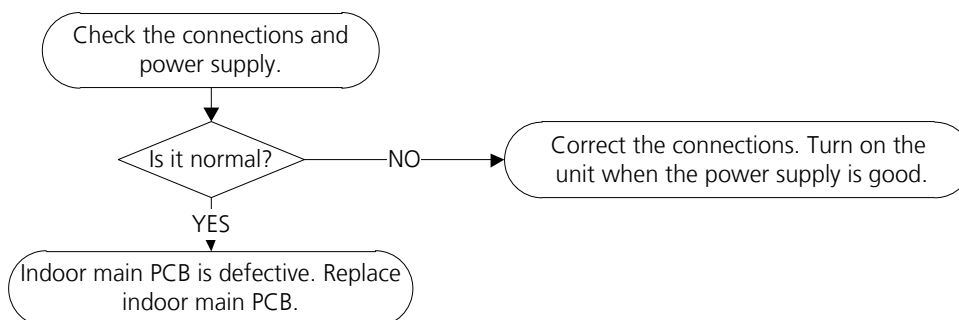 Check the connections and
power supply.
Is it normal?
NO
Correct the connections. Turn on the
unit when the power supply is good.
YES
Indoor main PCB is defective. Replace
indoor main PCB.